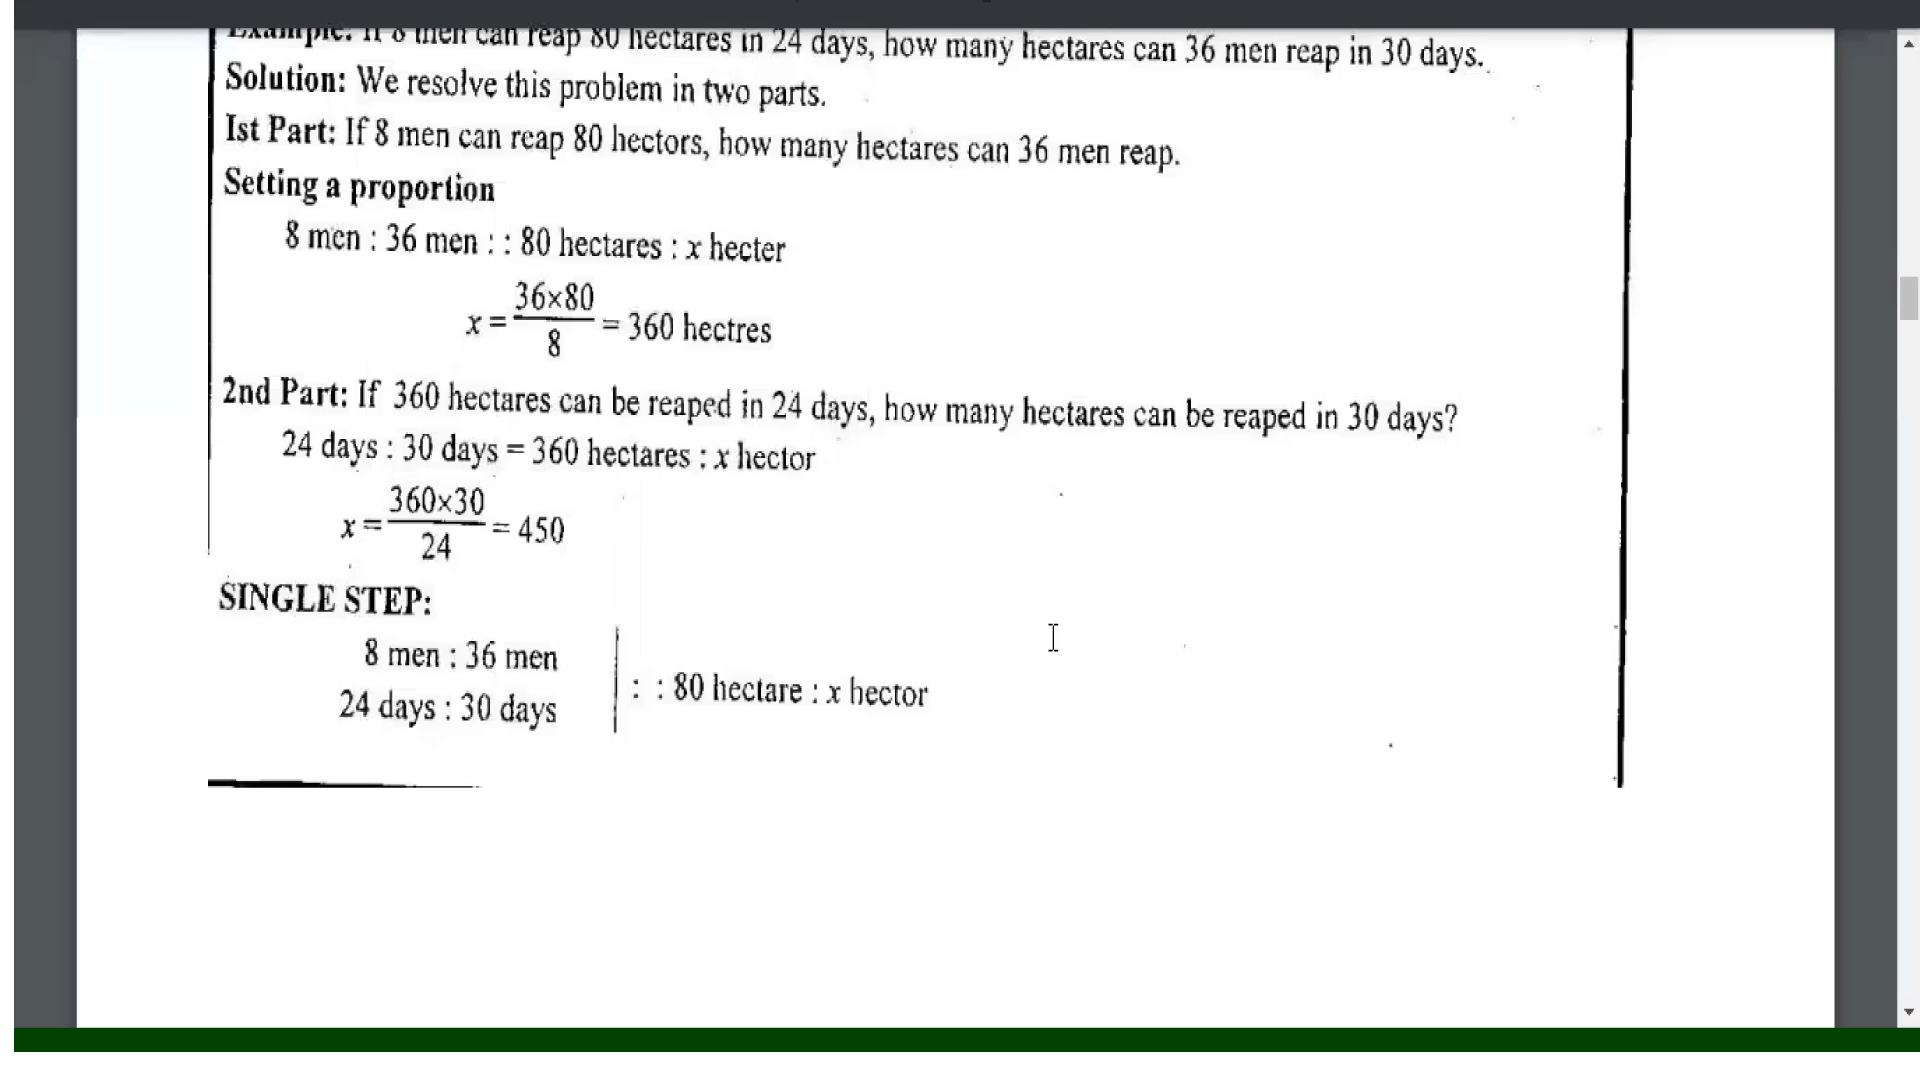 Example: If 8 men can reap 80 hectares in 24 days, how many hectares can 36 men reap in 30 days.
Solution: We resolve this problem in two parts.
Ist Part: If 8 men can reap 80 hectors, how many hectares can 36 men reap.
Setting a proportion
8 men : 36 men : : 80 hectares : x hecter
x = 36×80 / 8 = 360 hectres
2nd Part: If 360 hectares can be reaped in 24 days, how many hectares can be reaped in 30 days?
24 days : 30 days = 360 hectares : x hector
x = 360×30 / 24 = 450
SINGLE STEP:
8 men : 36 men
24 days : 30 days | : : 80 hectare : x hector